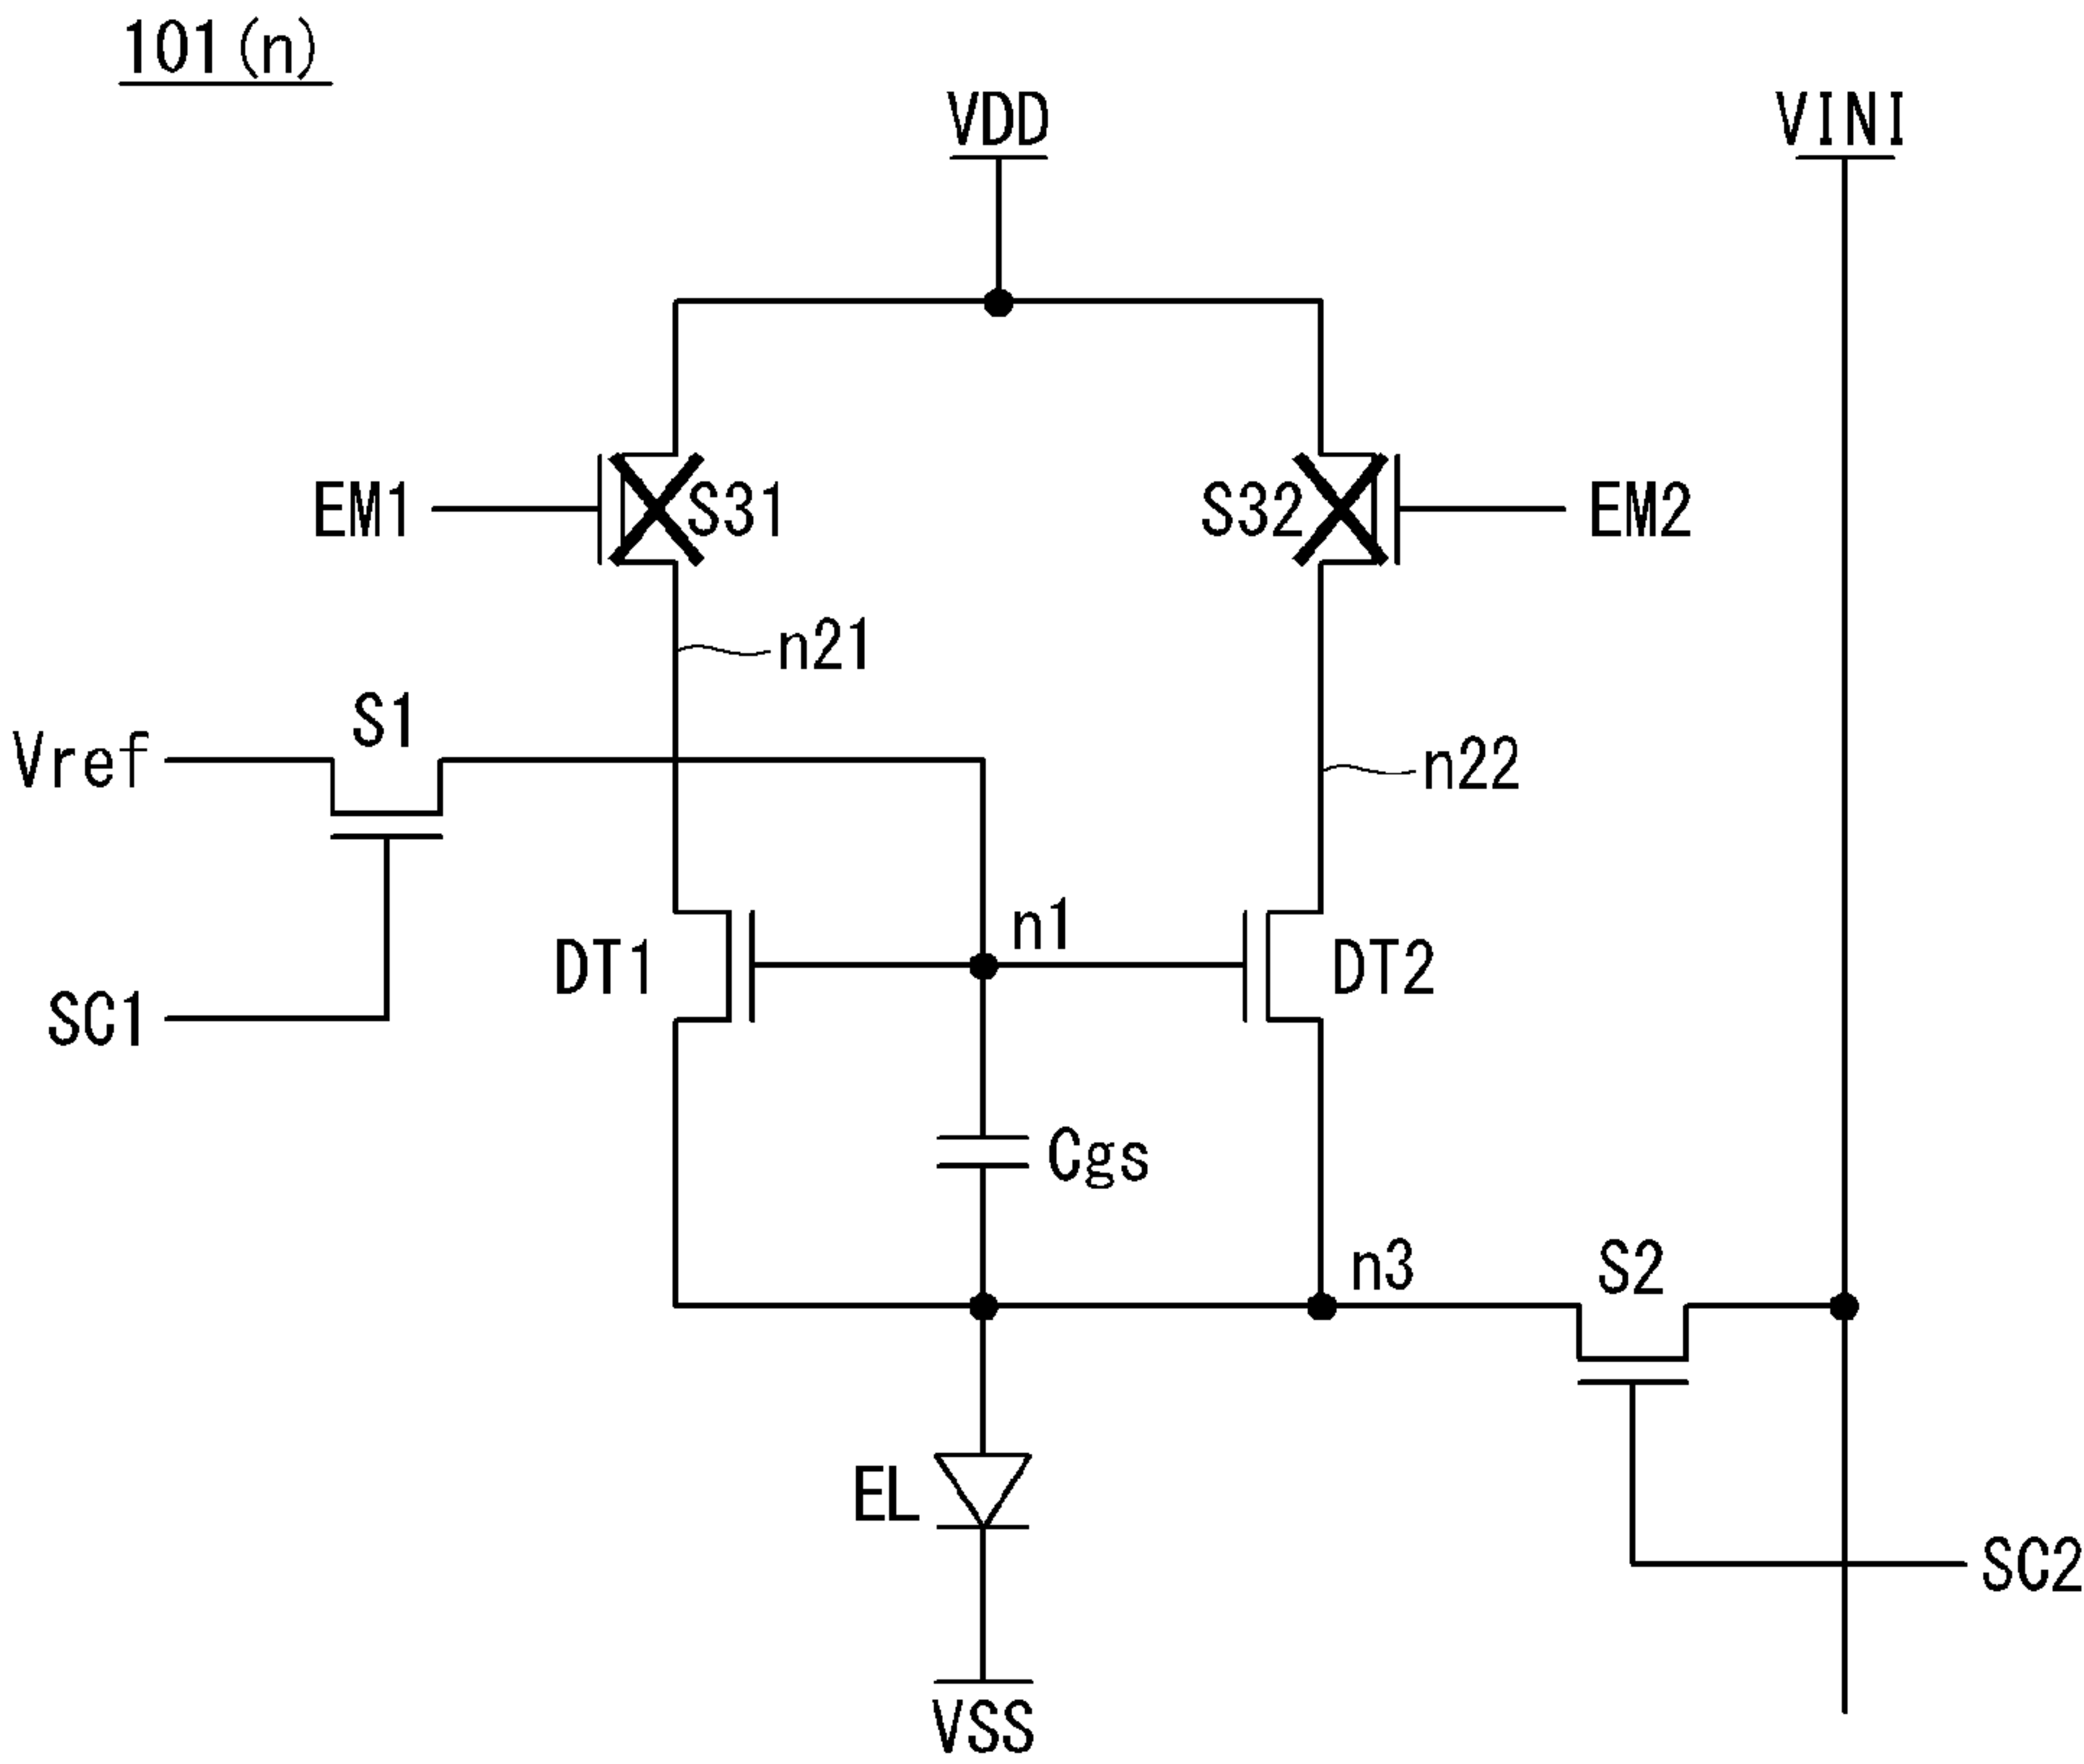 101(n)
VDD
VINI
EM1
S31
S32
EM2
n21
S1
Vref
n22
n1
DT1
DT2
SC1
Cgs
n3
S2
EL
SC2
VSS